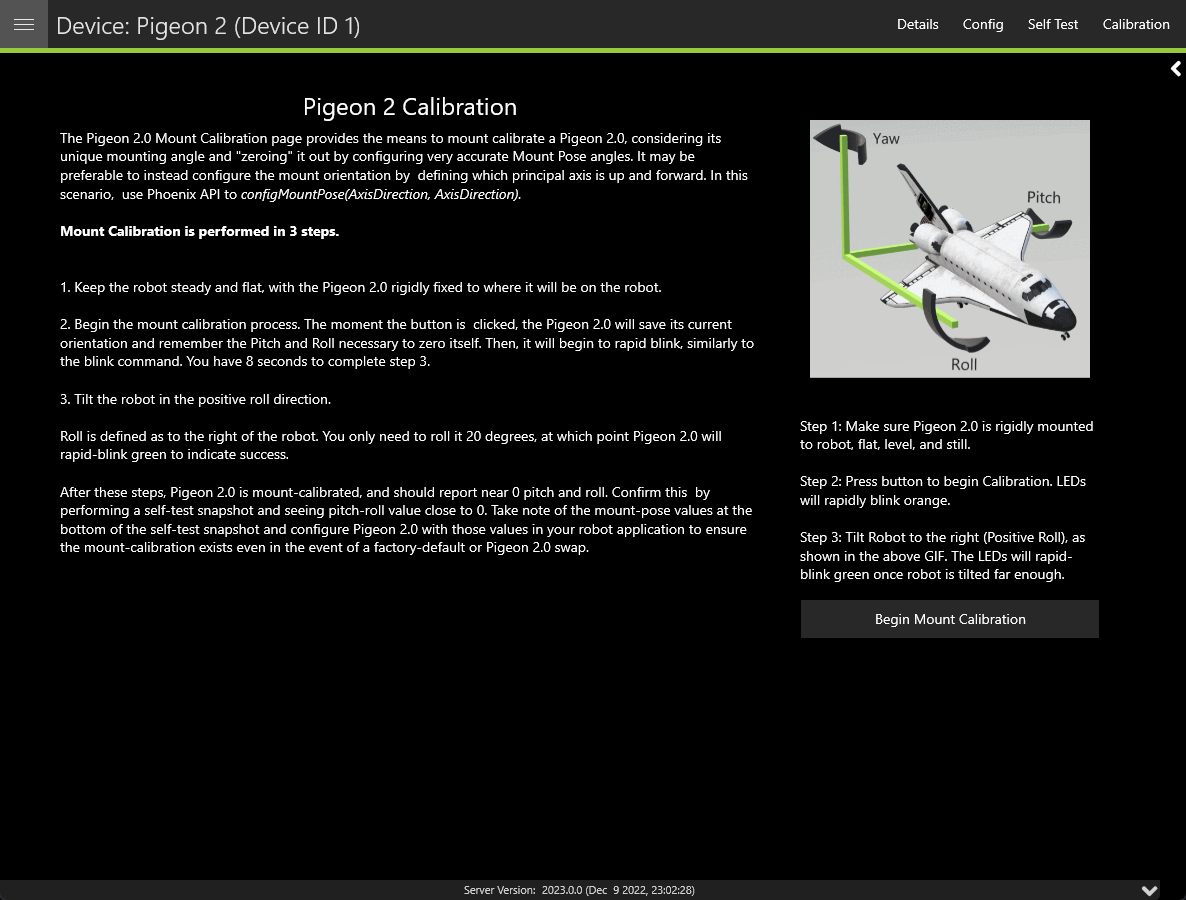 Device: Pigeon 2 (Device ID 1)
Details
Config
Self Test
Calibration
Pigeon 2 Calibration
The Pigeon 2.0 Mount Calibration page provides the means to mount calibrate a Pigeon 2.0, considering its
unique mounting angle and "zeroing" it out by configuring very accurate Mount Pose angles. It may be
preferable to instead configure the mount orientation by  defining which principal axis is up and forward. In this
scenario,  use Phoenix API to configMountPose(AxisDirection, AxisDirection).
Mount Calibration is performed in 3 steps.
1. Keep the robot steady and flat, with the Pigeon 2.0 rigidly fixed to where it will be on the robot.
2. Begin the mount calibration process. The moment the button is  clicked, the Pigeon 2.0 will save its current
orientation and remember the Pitch and Roll necessary to zero itself. Then, it will begin to rapid blink, similarly to
the blink command. You have 8 seconds to complete step 3.
3. Tilt the robot in the positive roll direction.
Roll is defined as to the right of the robot. You only need to roll it 20 degrees, at which point Pigeon 2.0 will
rapid-blink green to indicate success.
After these steps, Pigeon 2.0 is mount-calibrated, and should report near 0 pitch and roll. Confirm this  by
performing a self-test snapshot and seeing pitch-roll value close to 0. Take note of the mount-pose values at the
bottom of the self-test snapshot and configure Pigeon 2.0 with those values in your robot application to ensure
the mount-calibration exists even in the event of a factory-default or Pigeon 2.0 swap.
Yaw
Pitch
Roll
Step 1: Make sure Pigeon 2.0 is rigidly mounted
to robot, flat, level, and still.
Step 2: Press button to begin Calibration. LEDs
will rapidly blink orange.
Step 3: Tilt Robot to the right (Positive Roll), as
shown in the above GIF. The LEDs will rapid-
blink green once robot is tilted far enough.
Begin Mount Calibration
Server Version:  2023.0.0 (Dec  9 2022, 23:02:28)